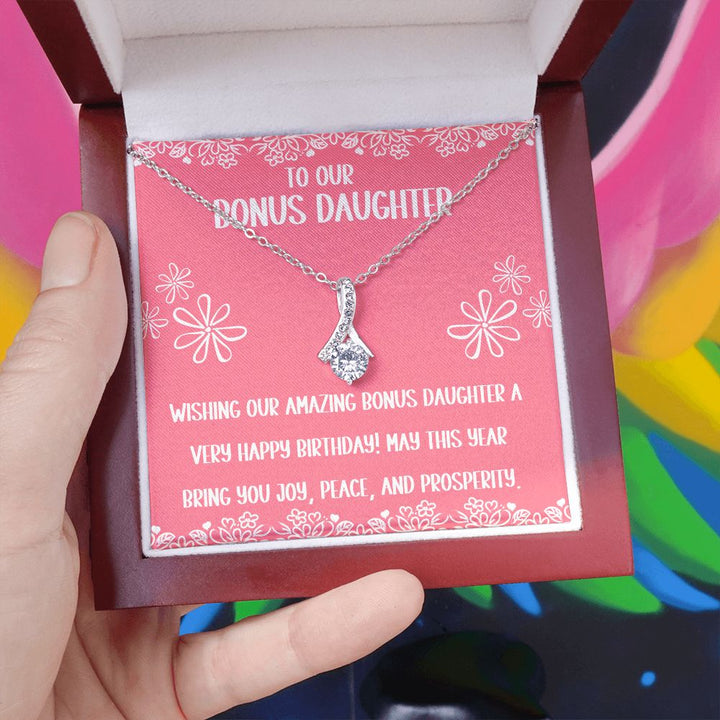 TO OUR
BONUS DAUGHTER
WISHING OUR AMAZING BONUS DAUGHTER A
VERY HAPPY BIRTHDAY! MAY THIS YEAR
BRING YOU JOY, PEACE, AND PROSPERITY.